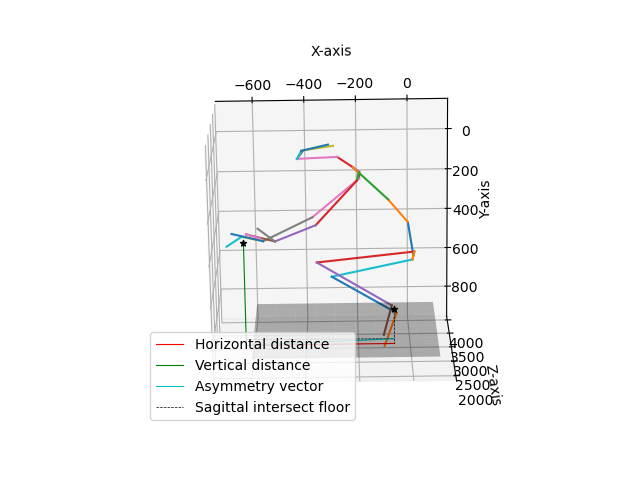 X-axis
−600 −400 −200 0
0
200
Y-axis
400
600
800
4000
3500
3000
2500
2000
Z-axis
Horizontal distance
Vertical distance
Asymmetry vector
Sagittal intersect floor